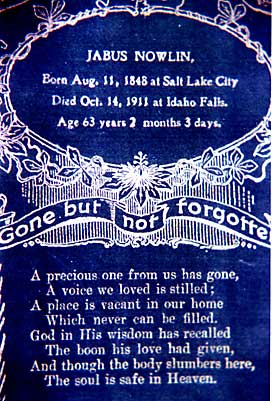 JABUS NOWLIN,
Born Aug. 11, 1848 at Salt Lake City
Died Oct. 14, 1911 at Idaho Falls.
Age 63 years 2 months 3 days.
Gone but not forgotte
A precious one from us has gone,
A voice we loved is stilled;
A place is vacant in our home
Which never can be filled.
God in His wisdom has recalled
The boon his love had given,
And though the body slumbers here,
The soul is safe in Heaven.